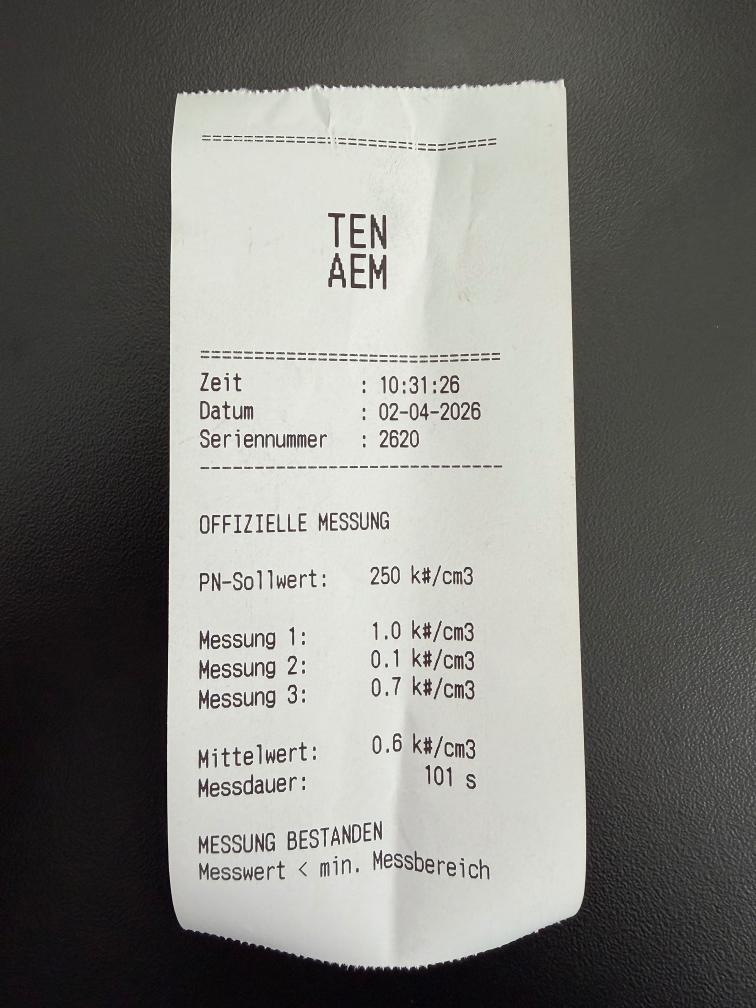 ==============================
TEN
AEM
==============================
Zeit : 10:31:26
Datum : 02-04-2026
Seriennummer : 2620
------------------------------
OFFIZIELLE MESSUNG
PN-Sollwert: 250 k#/cm3
Messung 1: 1.0 k#/cm3
Messung 2: 0.1 k#/cm3
Messung 3: 0.7 k#/cm3
Mittelwert: 0.6 k#/cm3
Messdauer: 101 s
MESSUNG BESTANDEN
Messwert < min. Messbereich